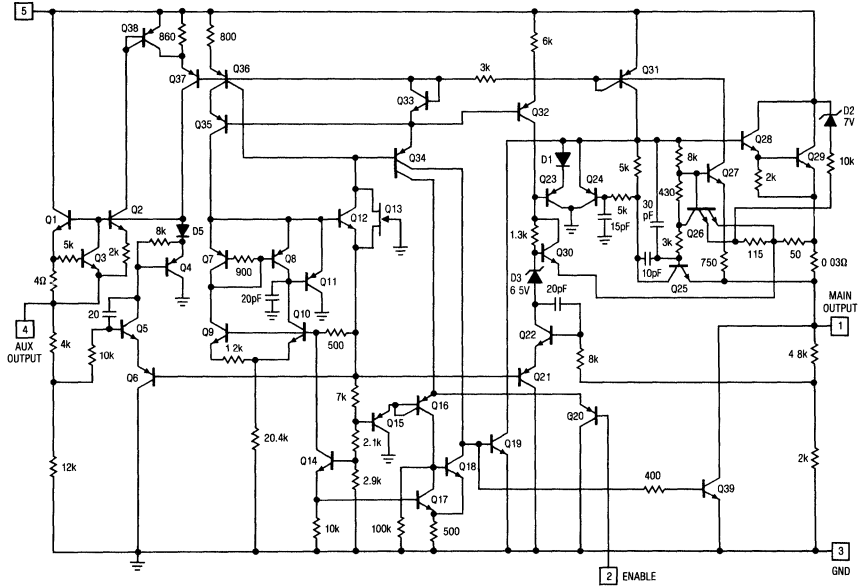 5
Q38
860
800
6k
Q37
Q36
3k
Q31
Q33
Q32
D2
7V
Q35
Q28
Q34
D1
Q29
10k
Q23
Q24
5k
8k
Q27
2k
430
Q1
Q2
Q12
Q13
5k
30
pF
15pF
Q26
8k
D5
5k
Q3
2k
1.3k
Q30
3k
4Ω
Q4
Q7
900
Q8
Q11
D3
6 5V
20pF
10pF
Q25
750
115
50
0 03Ω
20pF
MAIN
OUTPUT
4
AUX
OUTPUT
20
Q5
Q9
Q10
500
Q22
1
4k
10k
1 2k
8k
4 8k
Q6
Q21
7k
Q16
Q15
Q20
20.4k
2.1k
Q19
12k
Q14
Q18
2k
2.9k
400
Q39
Q17
10k
100k
500
3
GND
2
ENABLE